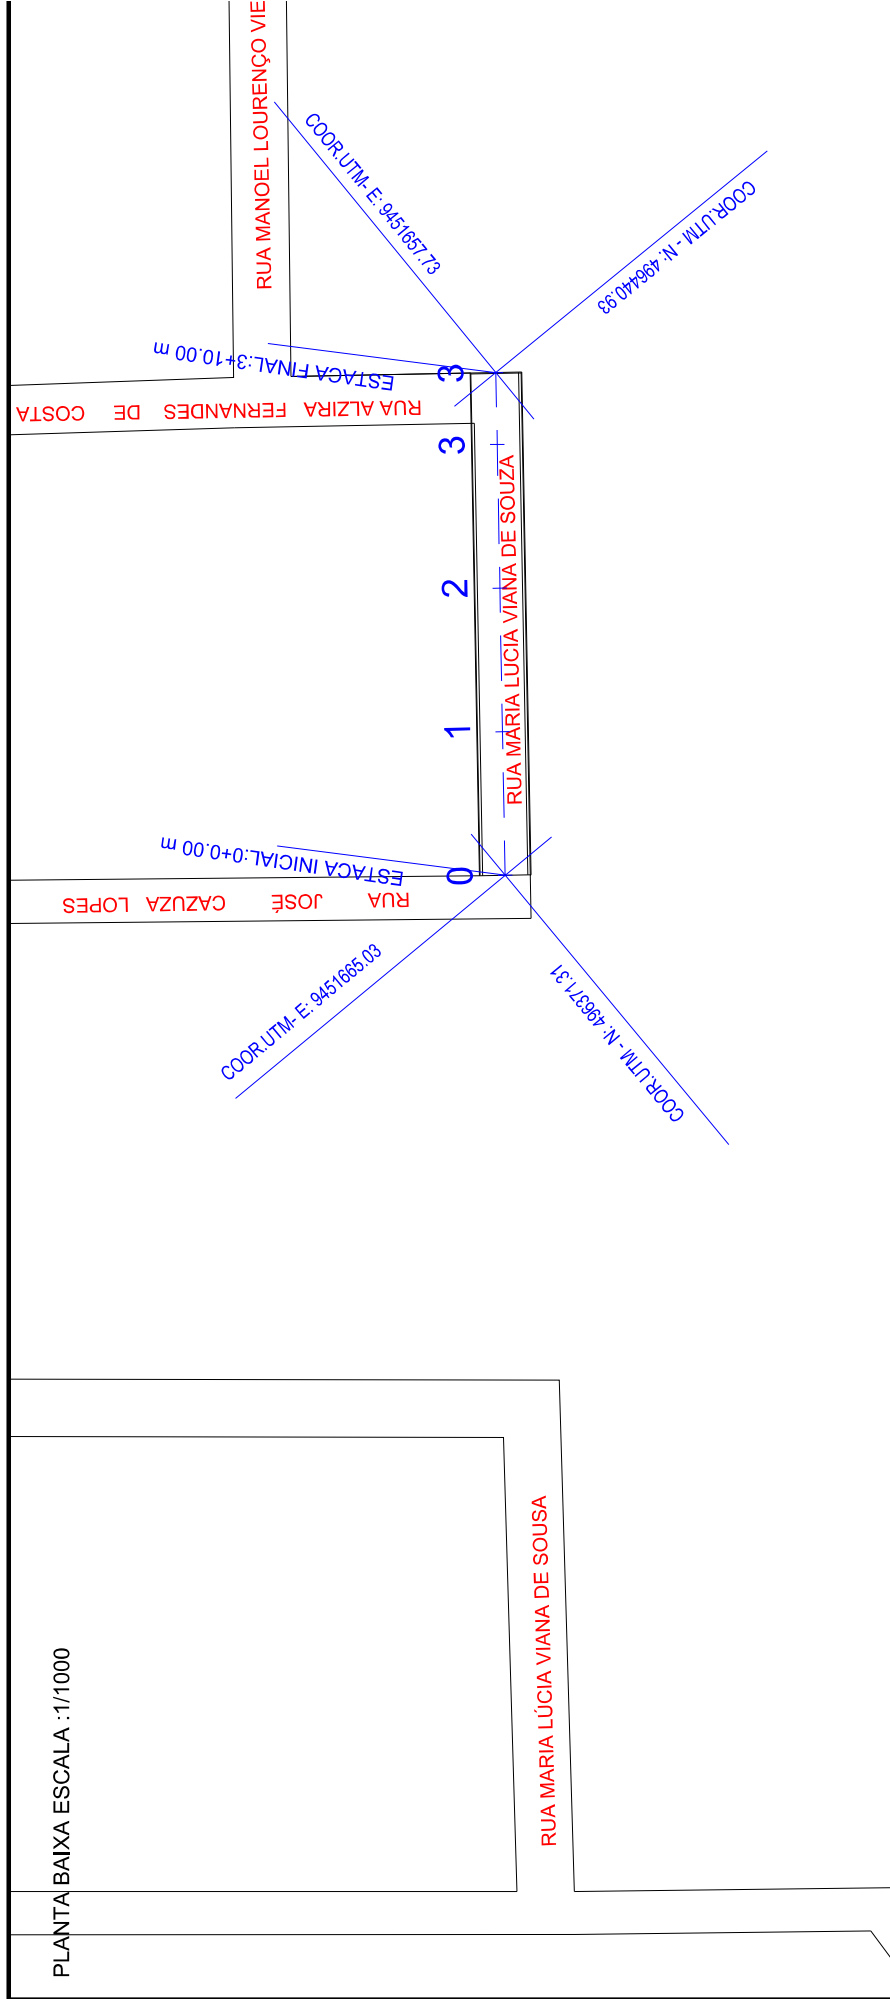 RUA MANOEL LOURENÇO VIE
COOR.UTM- E: 9451657.73
COOR.UTM - N: 496440.93
ESTACA FINAL:3+10.00 m
3
RUA ALZIRA FERNANDES DE COSTA
3
RUA MARIA LUCIA VIANA DE SOUZA
2
1
ESTACA INICIAL:0+0.00 m
0
RUA JOSÉ CAZUZA LOPES
COOR.UTM- E: 9451665.03
COOR.UTM - N: 496371.31
RUA MARIA LÚCIA VIANA DE SOUSA
PLANTA BAIXA ESCALA :1/1000